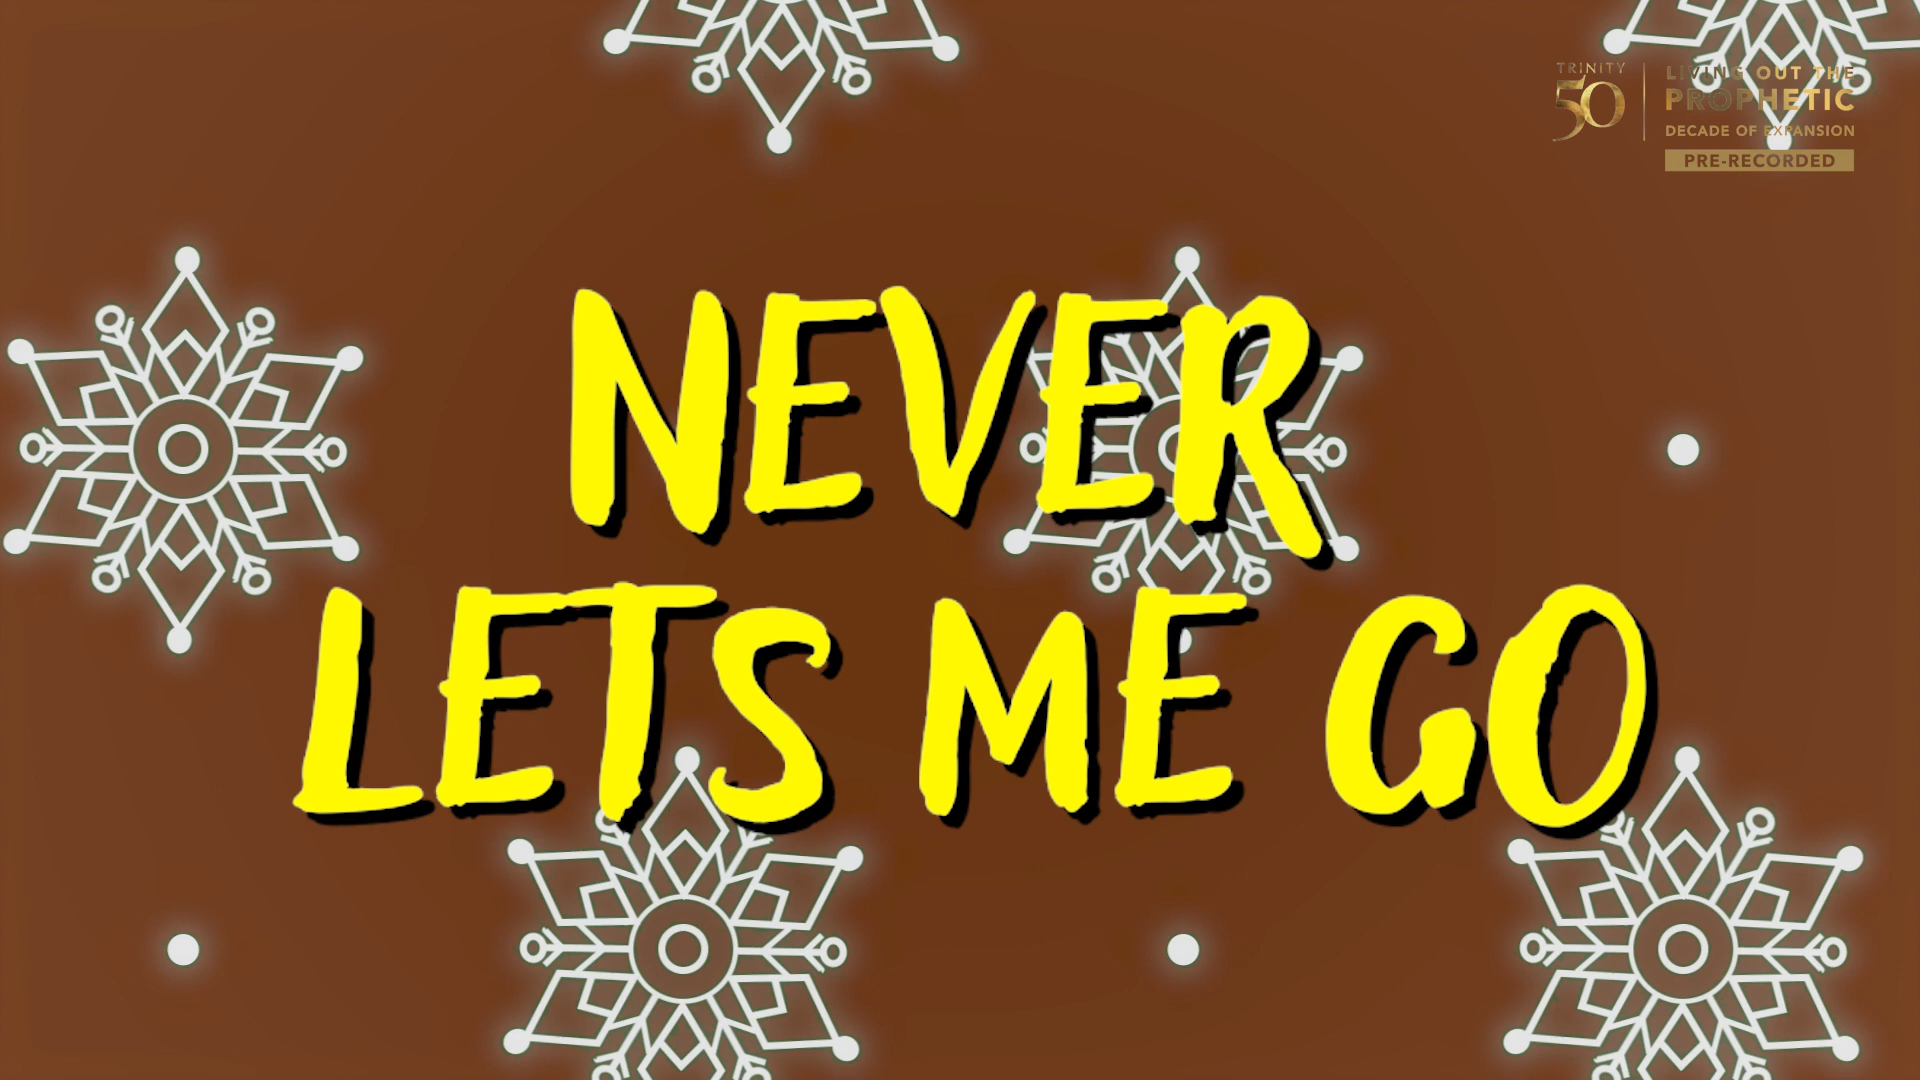 TRINITY
50
LIVING OUT THE
PROPHETIC
DECADE OF EXPANSION
PRE-RECORDED
NEVER
LETS ME GO